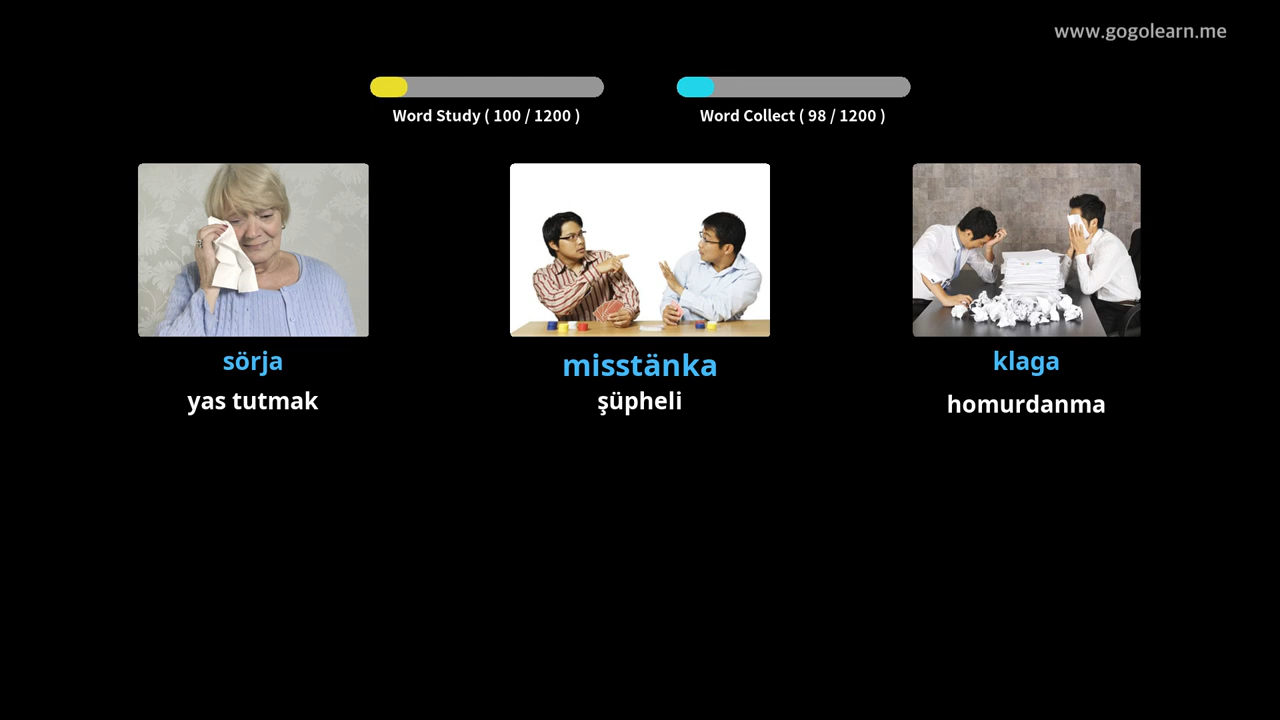 www.gogolearn.me
Word Study ( 100 / 1200 )
Word Collect ( 98 / 1200 )
sörja
misstänka
klaga
yas tutmak
şüpheli
homurdanma